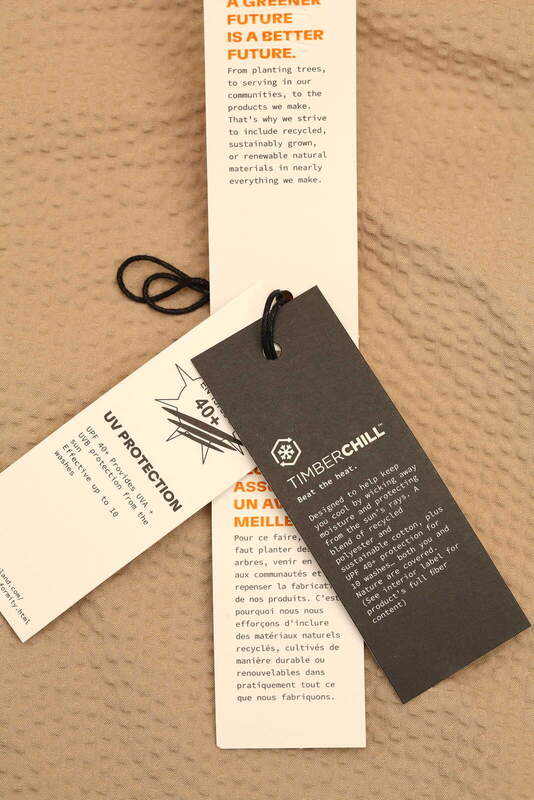 A GREENER
FUTURE
IS A BETTER
FUTURE.
From planting trees,
to serving in our
communities, to the
products we make.
That's why we strive
to include recycled,
sustainably grown,
or renewable natural
materials in nearly
everything we make.
40+
UV PROTECTION
UPF 40+ Provides UVA +
UVB protection from the
sun
Effective up to 10
washes
formity.html
TIMBERCHILL™
Beat the heat.
Designed to help keep
you cool by wicking away
moisture and protecting
from the sun's rays. A
blend of recycled
polyester and
sustainable cotton, plus
UPF 40+ protection for
washes… both you and
Nature are covered.
(See interior label for
product's full fiber
content)
ASS
UN AV
MEILLE
Pour ce faire,
faut planter de
arbres, venir en
aux communautés et
repenser la fabricat
de nos produits. C'est
pourquoi nous nous
efforçons d'inclure
des matériaux naturels
recyclés, cultivés de
manière durable ou
renouvelables dans
pratiquement tout ce
que nous fabriquons.